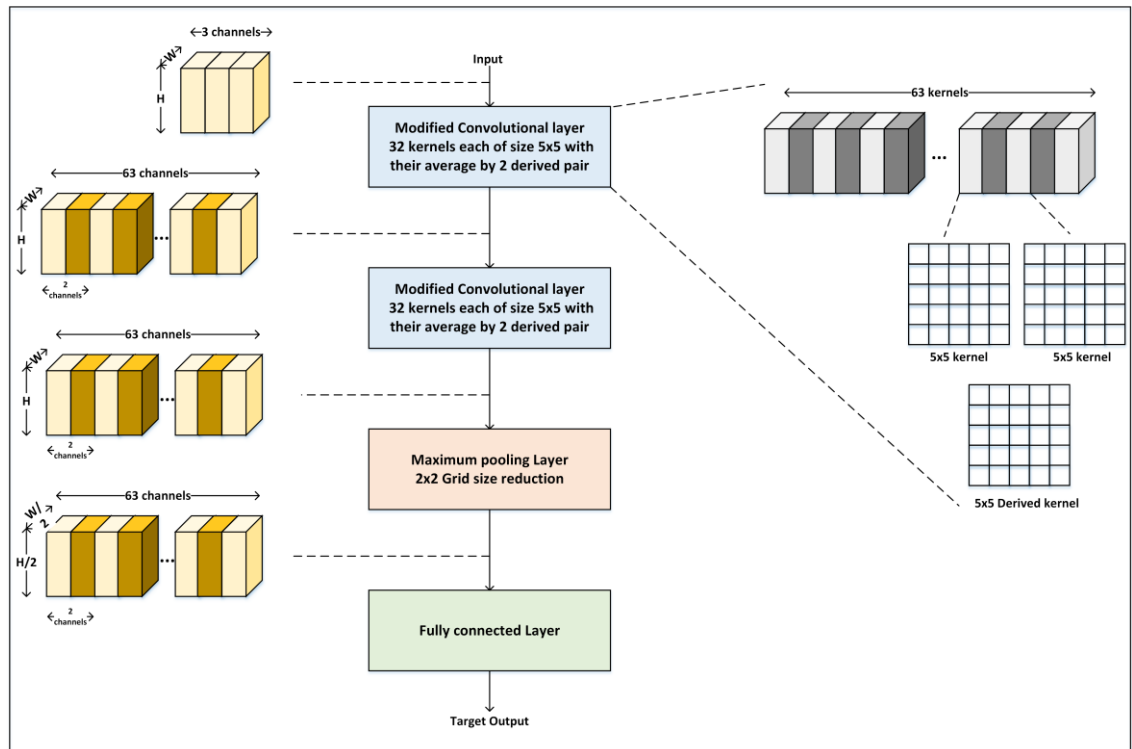 3 channels
W
H
63 channels
W
H
2
channels
63 channels
W
H
2
channels
63 channels
W/
2
H/2
2
channels
Input
Modified Convolutional layer
32 kernels each of size 5x5 with
their average by 2 derived pair
Modified Convolutional layer
32 kernels each of size 5x5 with
their average by 2 derived pair
Maximum pooling Layer
2x2 Grid size reduction
Fully connected Layer
Target Output
63 kernels
5x5 kernel
5x5 kernel
5x5 Derived kernel